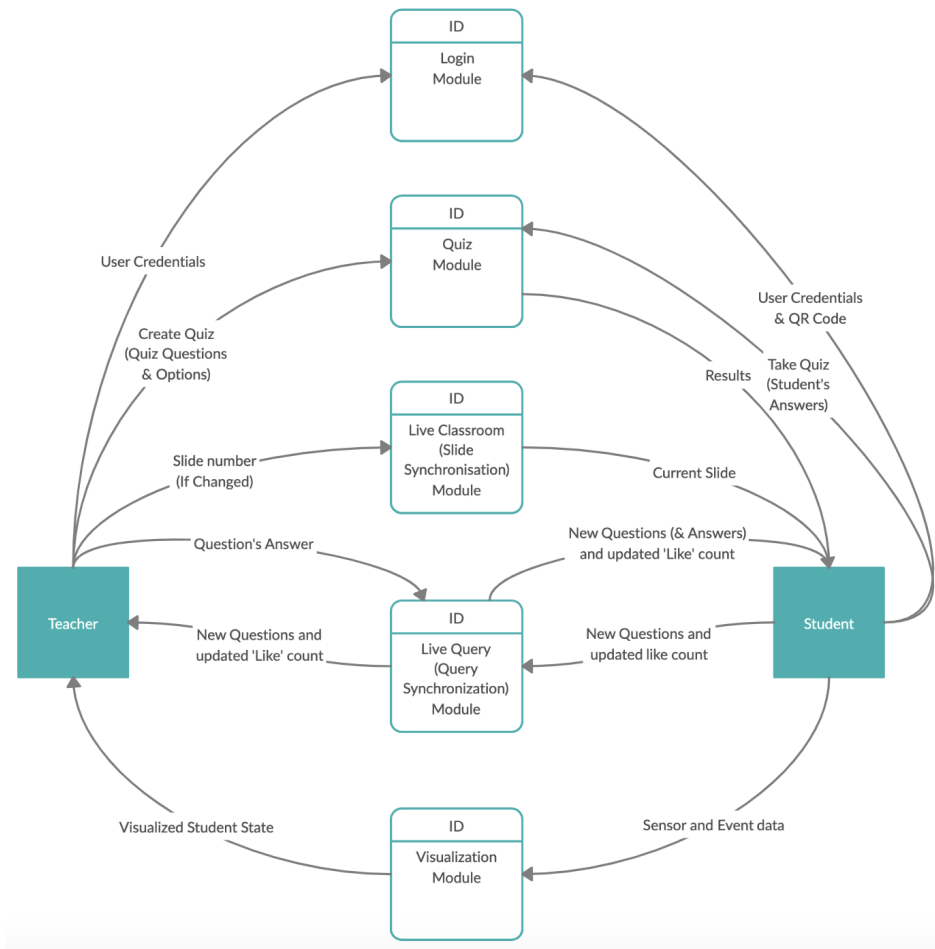 ID
Login
Module
User Credentials
User Credentials
& QR Code
ID
Quiz
Module
Create Quiz
(Quiz Questions
& Options)
Results
Take Quiz
(Student's
Answers)
ID
Live Classroom
(Slide
Synchronisation)
Module
Slide number
(If Changed)
Current Slide
Question's Answer
New Questions (& Answers)
and updated 'Like' count
Teacher
ID
Live Query
(Query
Synchronization)
Module
New Questions and
updated 'Like' count
New Questions and
updated like count
Student
Visualized Student State
ID
Visualization
Module
Sensor and Event data